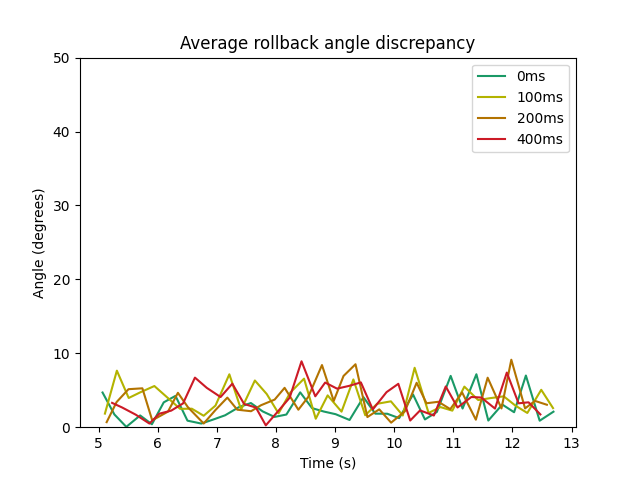 Average rollback angle discrepancy
0ms
100ms
200ms
400ms
50
40
30
20
10
0
Angle (degrees)
5 6 7 8 9 10 11 12 13
Time (s)